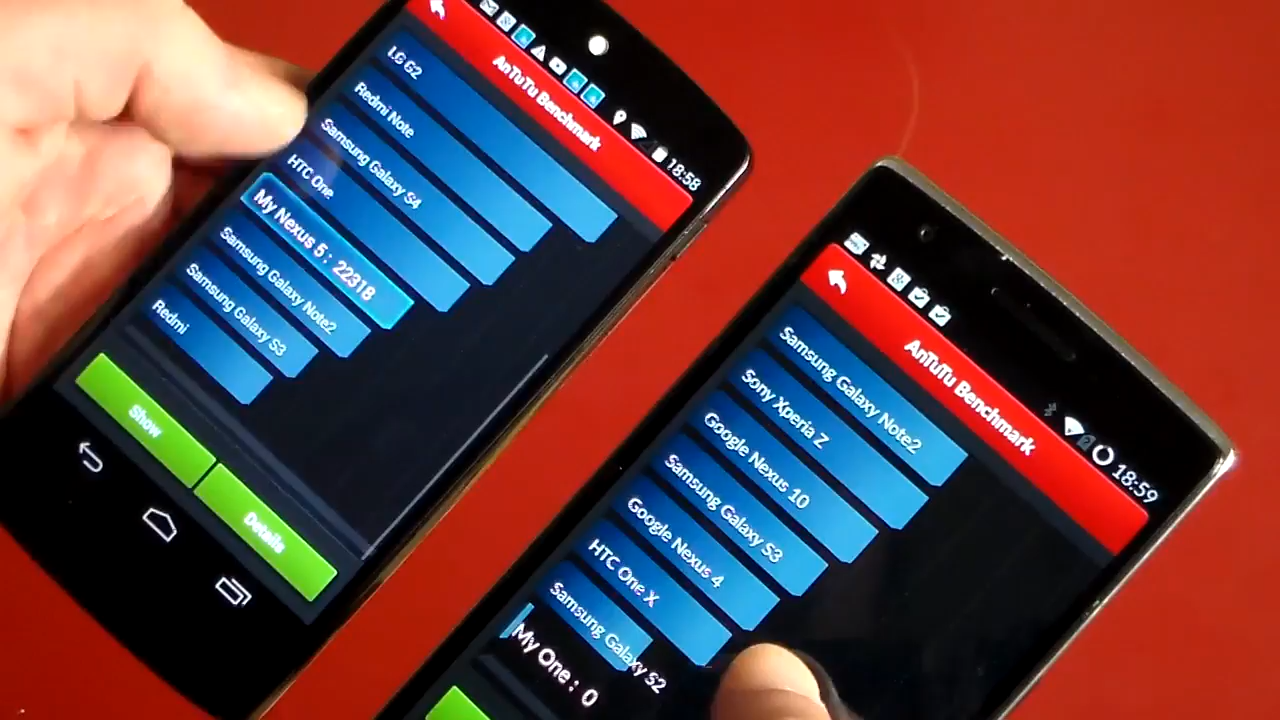 18:58
AnTuTu Benchmark
LG G2
Redmi Note
Samsung Galaxy S4
HTC One
My Nexus 5 : 22318
Samsung Galaxy Note2
Samsung Galaxy S3
Redmi
Show
Details
18:59
AnTuTu Benchmark
Samsung Galaxy Note2
Sony Xperia Z
Google Nexus 10
Samsung Galaxy S3
Google Nexus 4
HTC One X
Samsung Galaxy S2
My One : 0